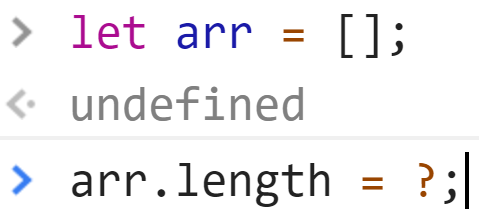 > let arr = [];
undefined
> arr.length = ?;